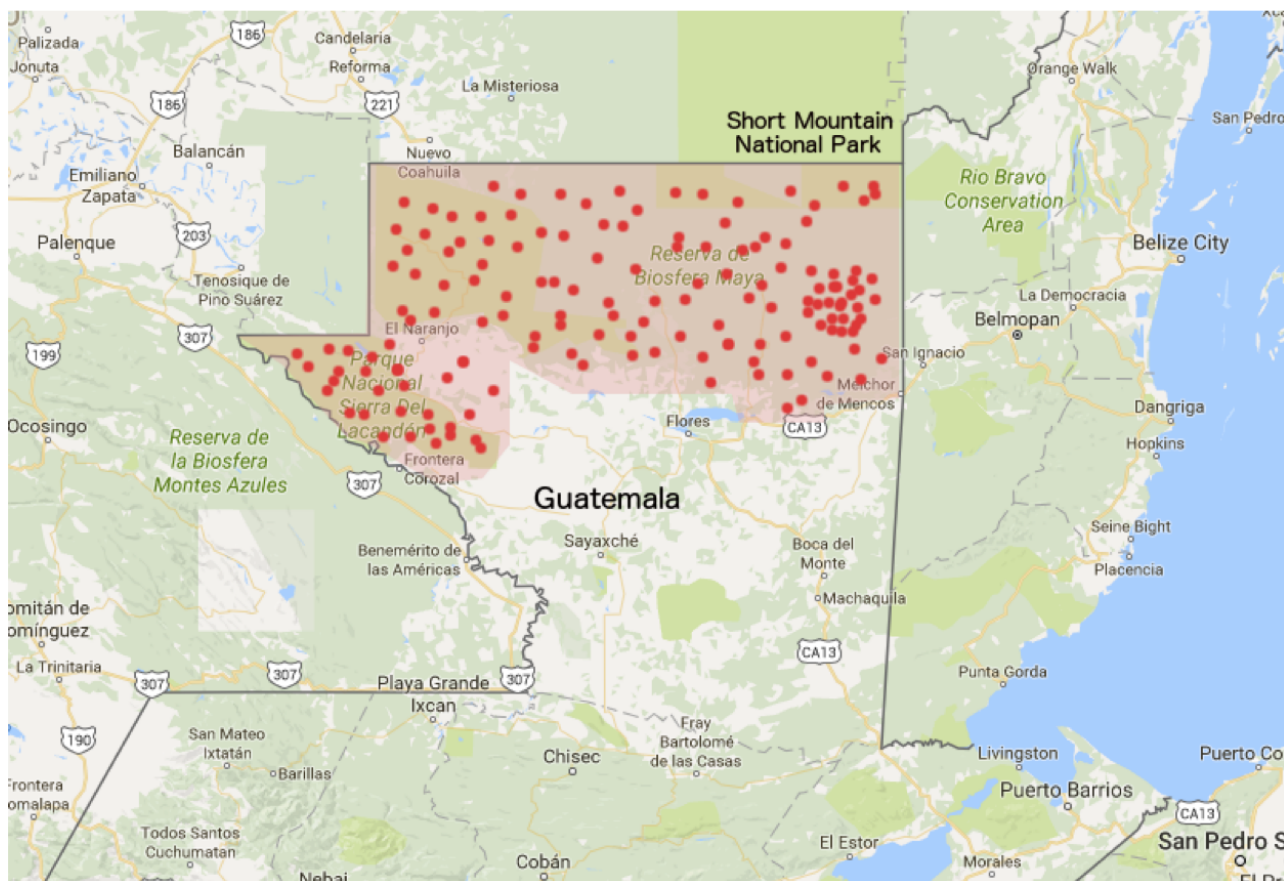 Palizada
Jonuta
186
Candelaria
Reforma
186
221
La Misteriosa
Orange Walk
San Pedro
Short Mountain
National Park
Balancán
Nuevo
Coahuila
Emiliano
Zapata
Rio Bravo
Conservation
Area
203
Palenque
Belize City
Reserva de
Biosfera Maya
Tenosique de
Pino Suárez
La Democracia
307
El Naranjo
Belmopan
199
Parque
Nacional
Sierra Del
Lacandón
San Ignacio
Melchor
de Mencos
Flores
CA13
Dangriga
Ocosingo
Reserva de
la Biosfera
Montes Azules
Hopkins
Frontera
Corozal
307
Guatemala
Seine Bight
Sayaxché
Boca del
Monte
Benemérito de
las Américas
Placencia
Machaquila
omitán de
omínguez
CA13
La Trinitaria
307
307
307
Punta Gorda
Playa Grande
Ixcan
190
San Mateo
Ixtatán
Fray
Bartolomé
de las Casas
Chisec
Livingston
Puerto Co
Barillas
Frontera
omalapa
Puerto Barrios
CA13
Todos Santos
Cuchumatan
El Estor
San Pedro S
Cobán
Morales
Nebaj